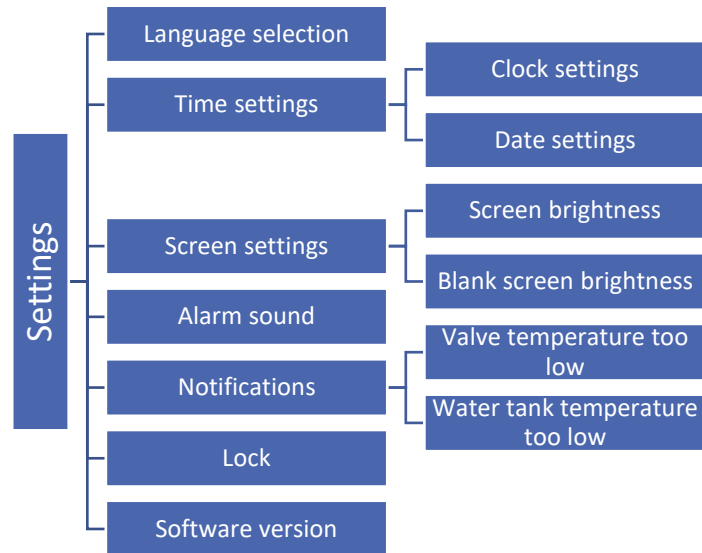 Settings
Language selection
Time settings
Clock settings
Date settings
Screen settings
Screen brightness
Blank screen brightness
Alarm sound
Notifications
Valve temperature too
low
Water tank temperature
too low
Lock
Software version